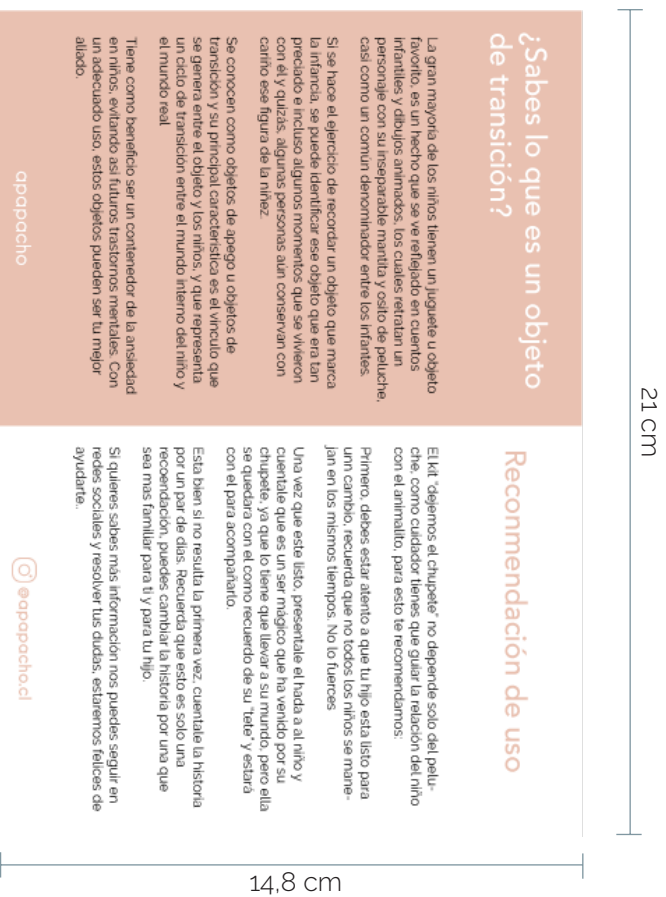 ¿Sabes lo que es un objeto
de transición?
La gran mayoría de los niños tienen un juguete u objeto
favorito, es un hecho que se ve reflejado en cuentos
infantiles y dibujos animados, los cuales retratan un
personaje con su inseparable mantita y osito de peluche,
casi como un común denominador entre los infantes.
Si se hace el ejercicio de recordar un objeto que marca
la infancia, se puede identificar ese objeto que era tan
preciado e incluso algunos momentos que se vivieron
con él y quizás, algunas personas aún conservan con
cariño ese figura de la niñez.
Se conocen como objetos de apego u objetos de
transición y su principal característica es el vínculo que
se genera entre el objeto y los niños, y que representa
un ciclo de transición entre el mundo interno del niño y
el mundo real
Tiene como beneficio ser un contenedor de la ansiedad
en niños, evitando así futuros trastornos mentales. Con
un adecuado uso, estos objetos pueden ser tu mejor
aliado.
apapacho
Reconmendación de uso
El kit "dejemos el chupete" no depende solo del pelu-
che, como cuidador tienes que guiar la relación del niño
con el animalito, para esto te recomendamos:
Primero, debes estar atento a que tu hijo esta listo para
unn cambio, recuerda que no todos los niños se mane-
jan en los mismos tiempos. No lo fuerces
Una vez que este listo, presentale el hada a al niño y
cuentale que es un ser mágico que ha venido por su
chupete, ya que lo tiene que llevar a su mundo, pero ella
se quedara con el como recuerdo de su "tete" y estará
con el para acompañarlo.
Esta bien si no resulta la primera vez, cuentale la historia
por un par de dias. Recuerda que esto es solo una
recoendación, puedes cambiar la historia por una que
sea mas familiar para ti y para tu hijo.
Si quieres sabes más información nos puedes seguir en
redes sociales y resolver tus dudas, estaremos felices de
ayudarte..
@apapacho.cl
21 cm
14,8 cm